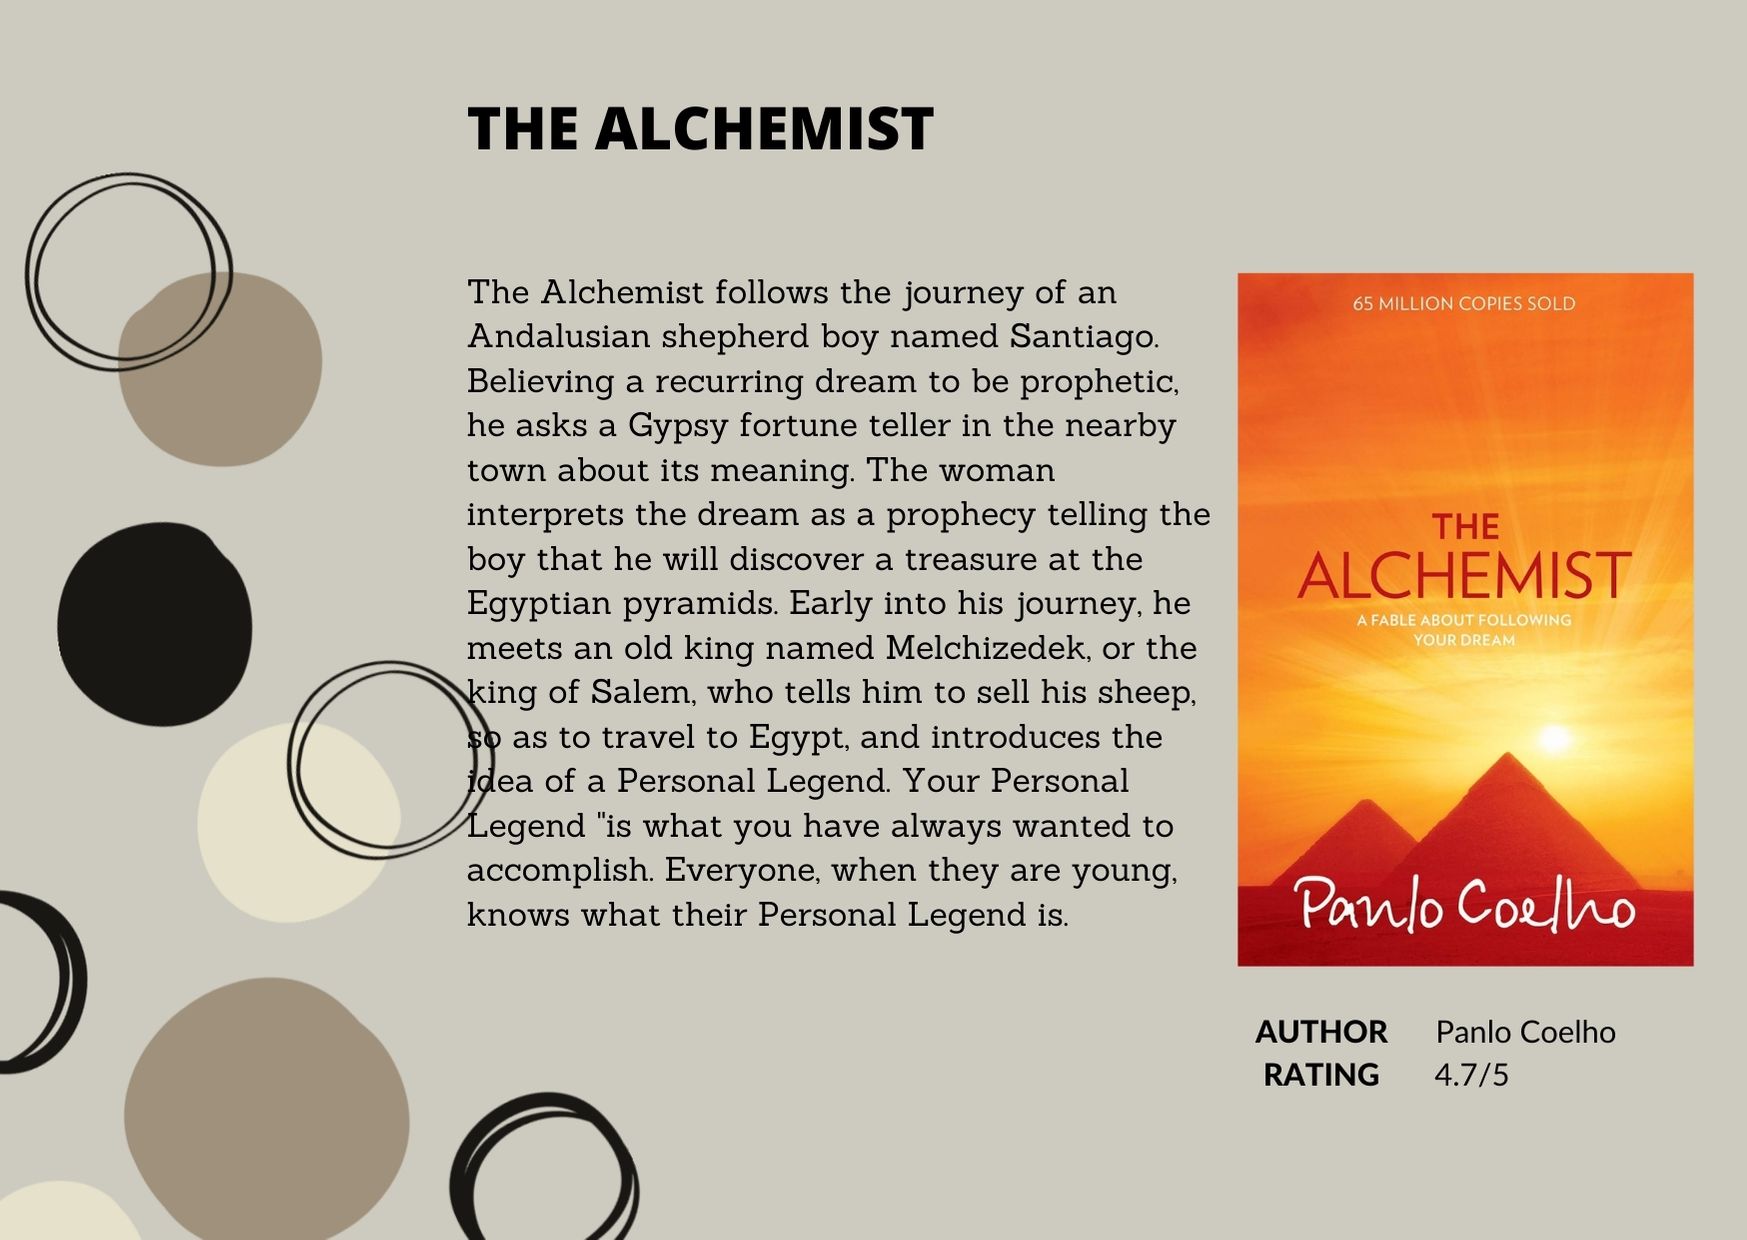 THE ALCHEMIST
The Alchemist follows the journey of an
Andalusian shepherd boy named Santiago.
Believing a recurring dream to be prophetic,
he asks a Gypsy fortune teller in the nearby
town about its meaning. The woman
interprets the dream as a prophecy telling the
boy that he will discover a treasure at the
Egyptian pyramids. Early into his journey, he
meets an old king named Melchizedek, or the
king of Salem, who tells him to sell his sheep,
so as to travel to Egypt, and introduces the
idea of a Personal Legend. Your Personal
Legend "is what you have always wanted to
accomplish. Everyone, when they are young,
knows what their Personal Legend is.
65 MILLION COPIES SOLD
THE
ALCHEMIST
A FABLE ABOUT FOLLOWING
YOUR DREAM
Panlo Coelho
AUTHOR Panlo Coelho
RATING 4.7/5